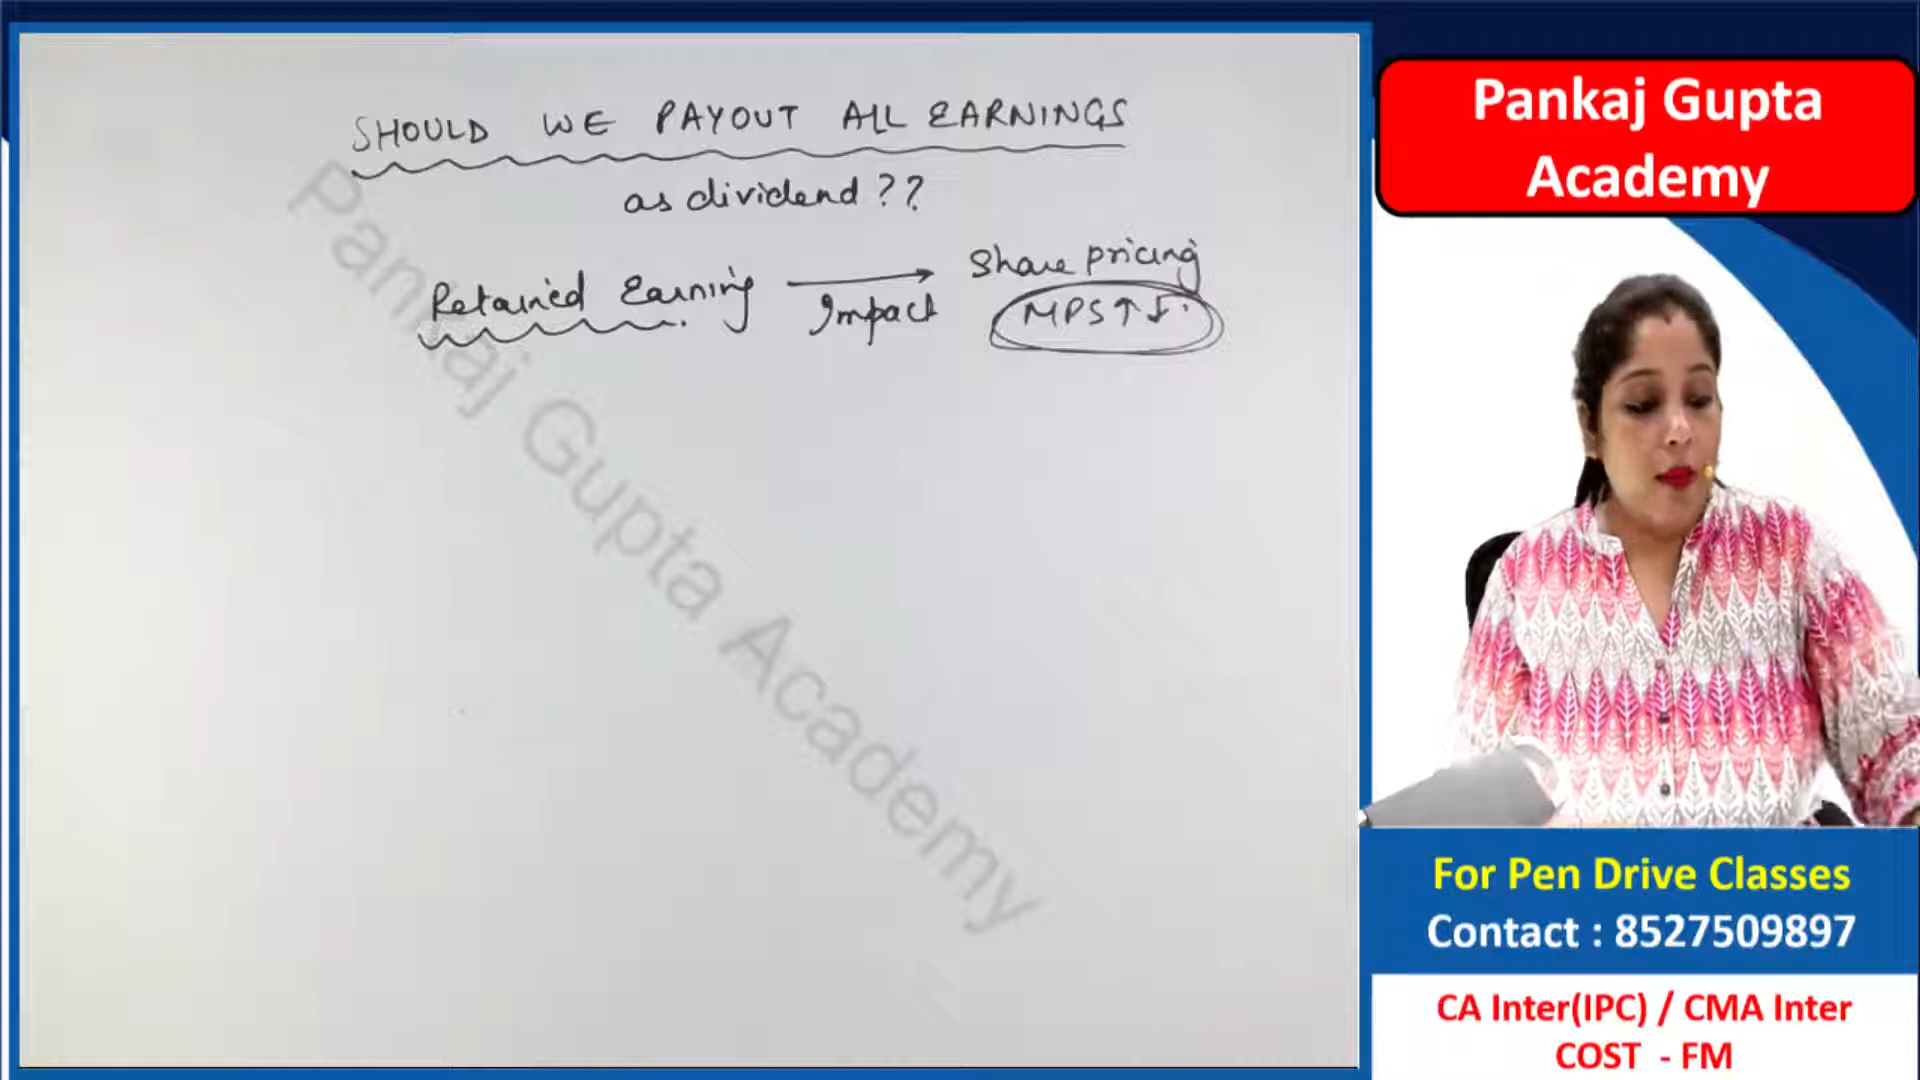 SHOULD WE PAYOUT ALL EARNINGS
as dividend ??
Retained Earning
Impact
Share pricing
MPS↑↓
Pankaj Gupta Academy
Pankaj Gupta
Academy
For Pen Drive Classes
Contact : 8527509897
CA Inter(IPC) / CMA Inter
COST - FM